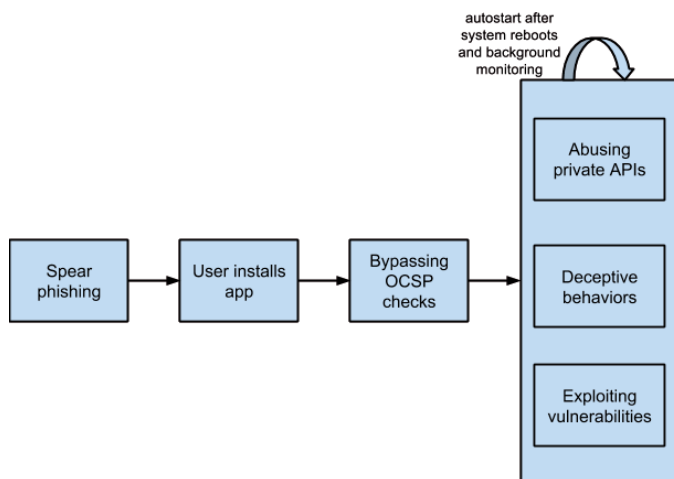 autostart after
system reboots
and background
monitoring
Abusing
private APIs
Spear
phishing
User installs
app
Bypassing
OCSP
checks
Deceptive
behaviors
Exploiting
vulnerabilities